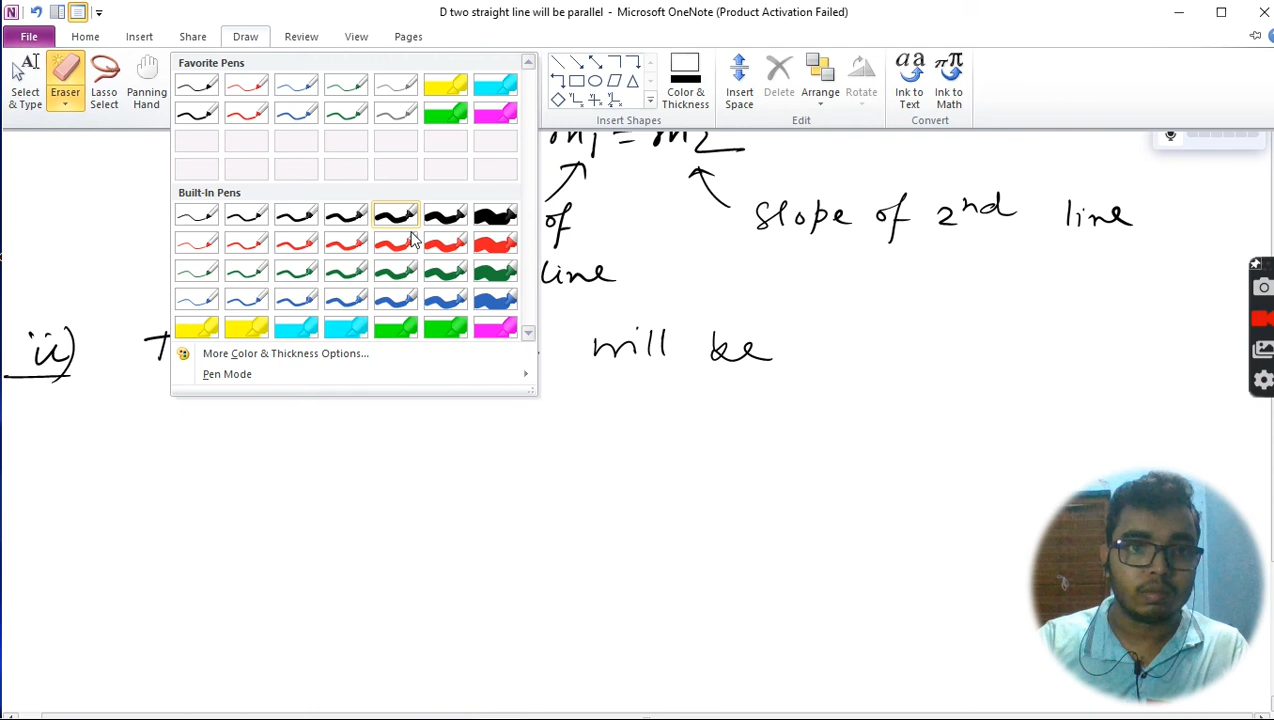 D two straight line will be parallel - Microsoft OneNote (Product Activation Failed)
File Home Insert Share Draw Review View Pages
Select & Type
Eraser
Lasso Select
Panning Hand
Favorite Pens
Built-In Pens
More Color & Thickness Options...
Pen Mode
Color & Thickness
Insert Shapes
Insert Space
Delete
Arrange
Rotate
Edit
Ink to Text
Ink to Math
Convert
m1 = m2
of
line
slope of 2nd line
ii) will be